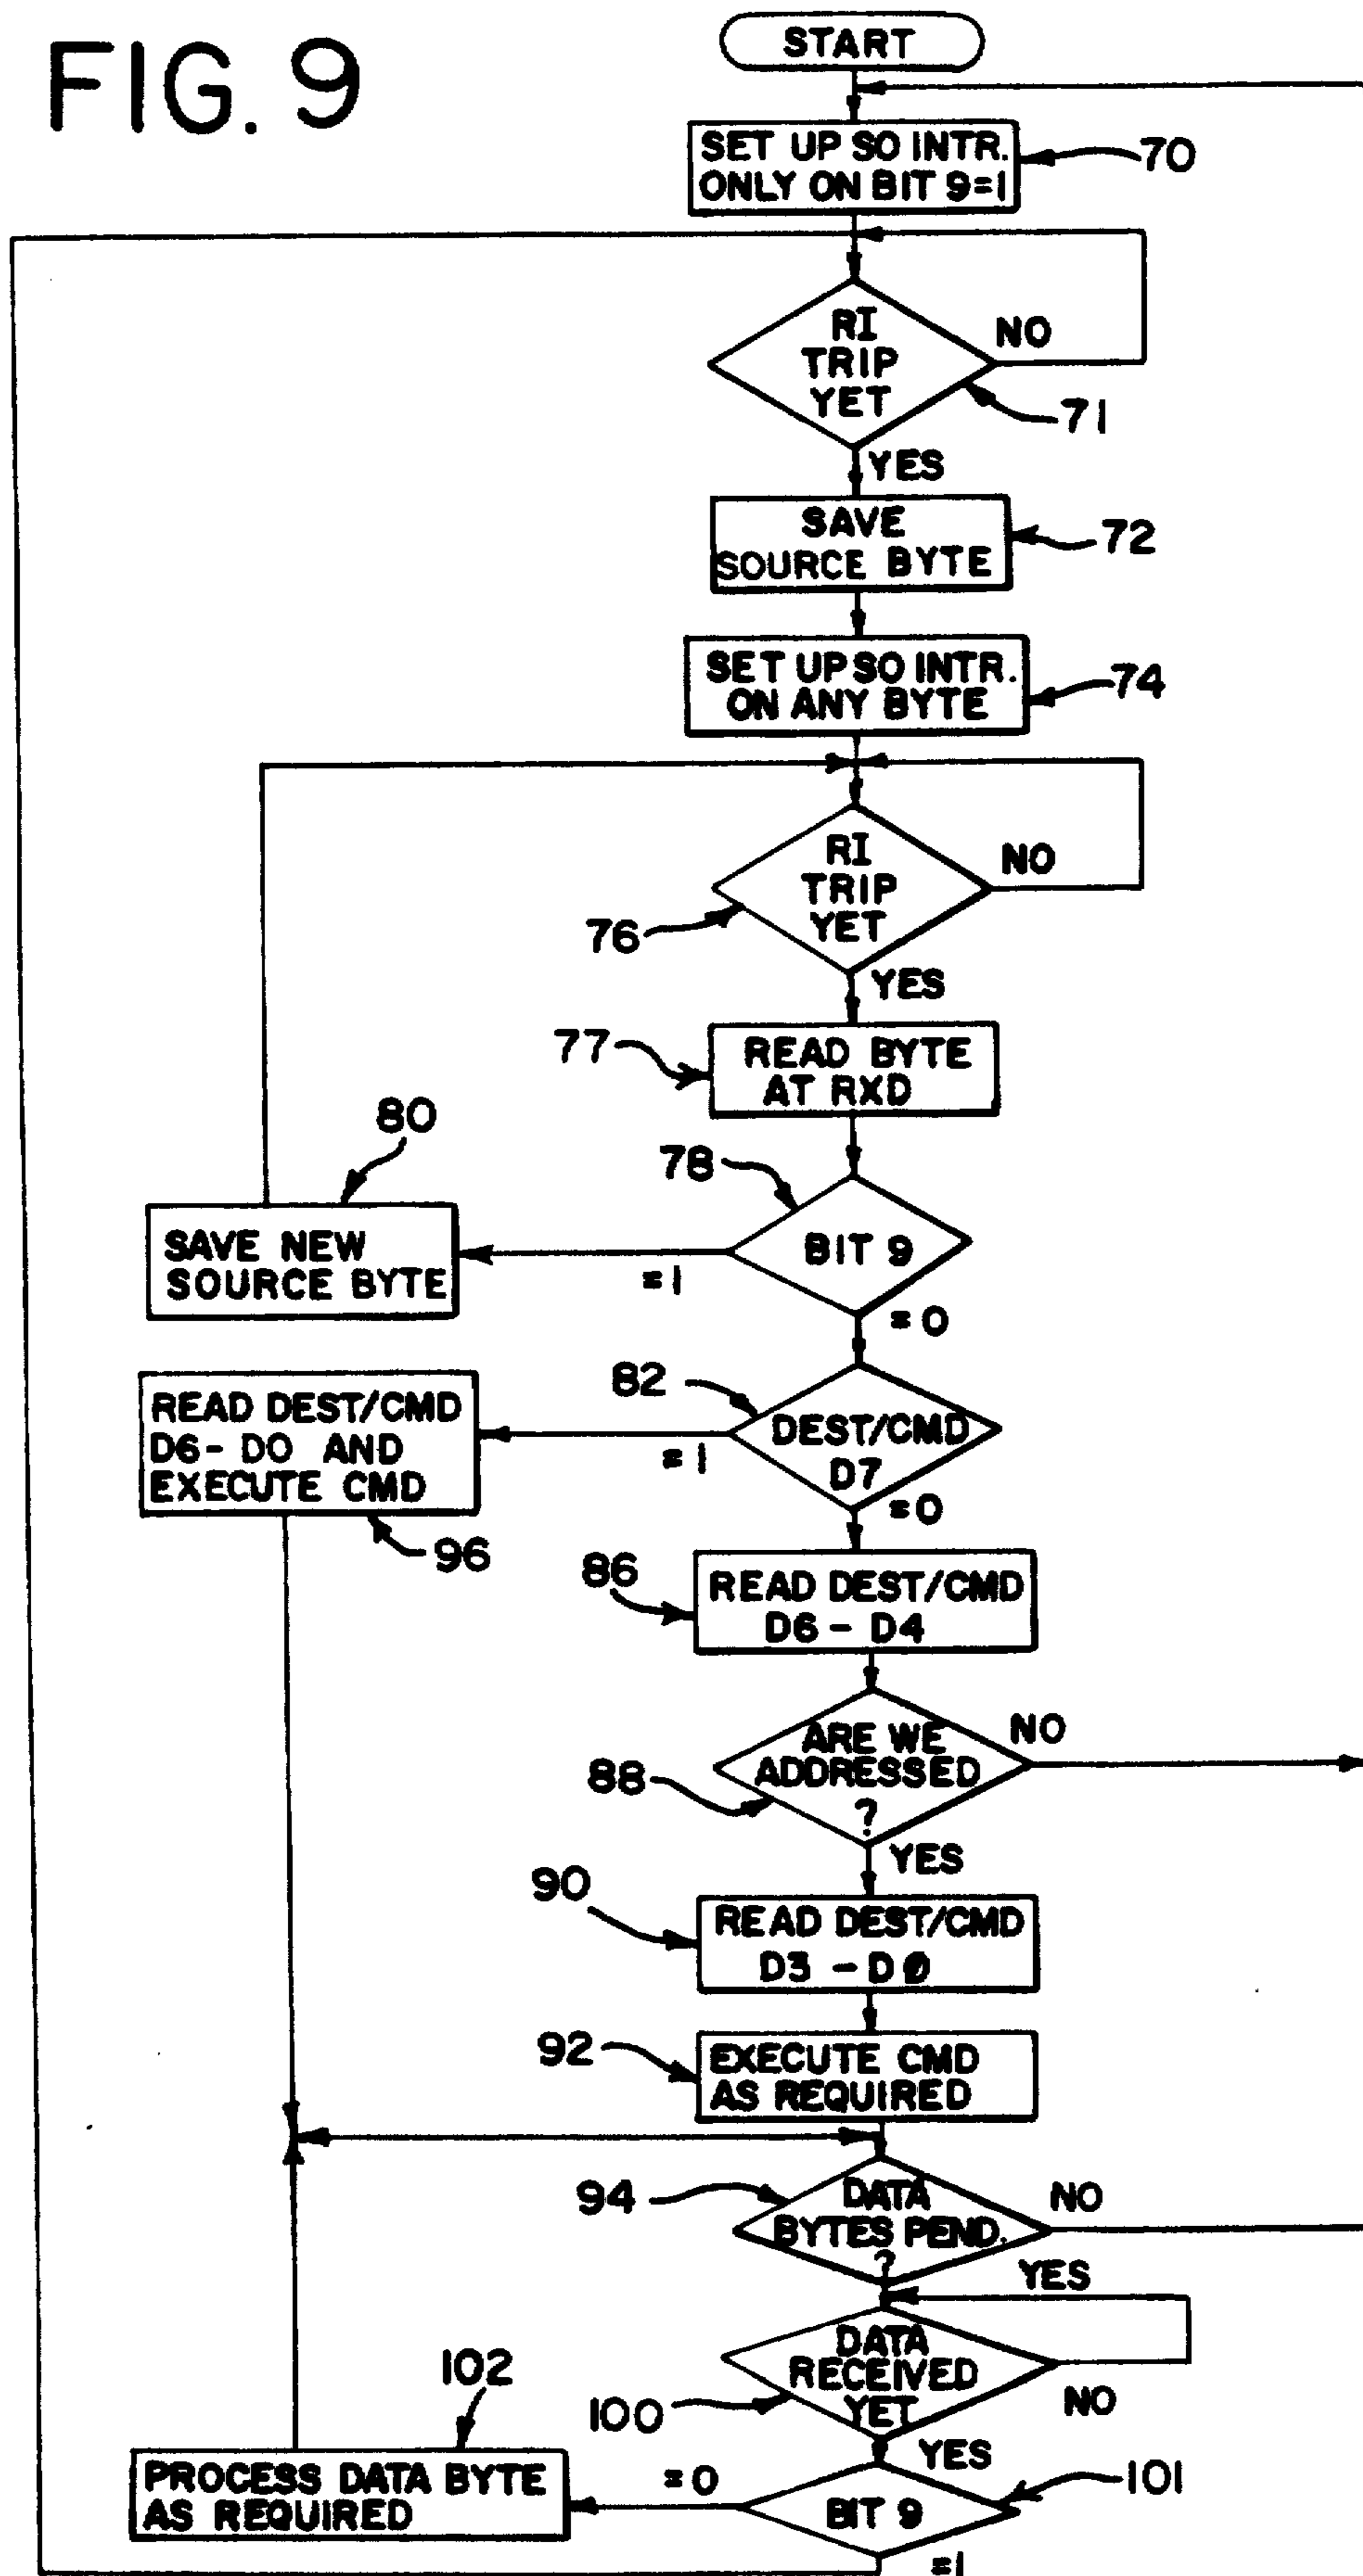 FIG. 9
START
SET UP SO INTR.
ONLY ON BIT 9=1
70
RI
TRIP
YET
NO
71
YES
SAVE
SOURCE BYTE
72
SET UP SO INTR.
ON ANY BYTE
74
RI
TRIP
YET
NO
76
YES
READ BYTE
AT RXD
77
80
78
SAVE NEW
SOURCE BYTE
BIT 9
=1
=0
82
READ DEST/CMD
D6-DO AND
EXECUTE CMD
DEST/CMD
D7
=1
=0
96
86
READ DEST/CMD
D6 - D4
ARE WE
ADDRESSED
?
NO
88
YES
90
READ DEST/CMD
D3 - DØ
92
EXECUTE CMD
AS REQUIRED
94
DATA
BYTES PEND.
?
NO
YES
DATA
RECEIVED
YET
NO
100
102
YES
PROCESS DATA BYTE
AS REQUIRED
=0
BIT 9
101
=1